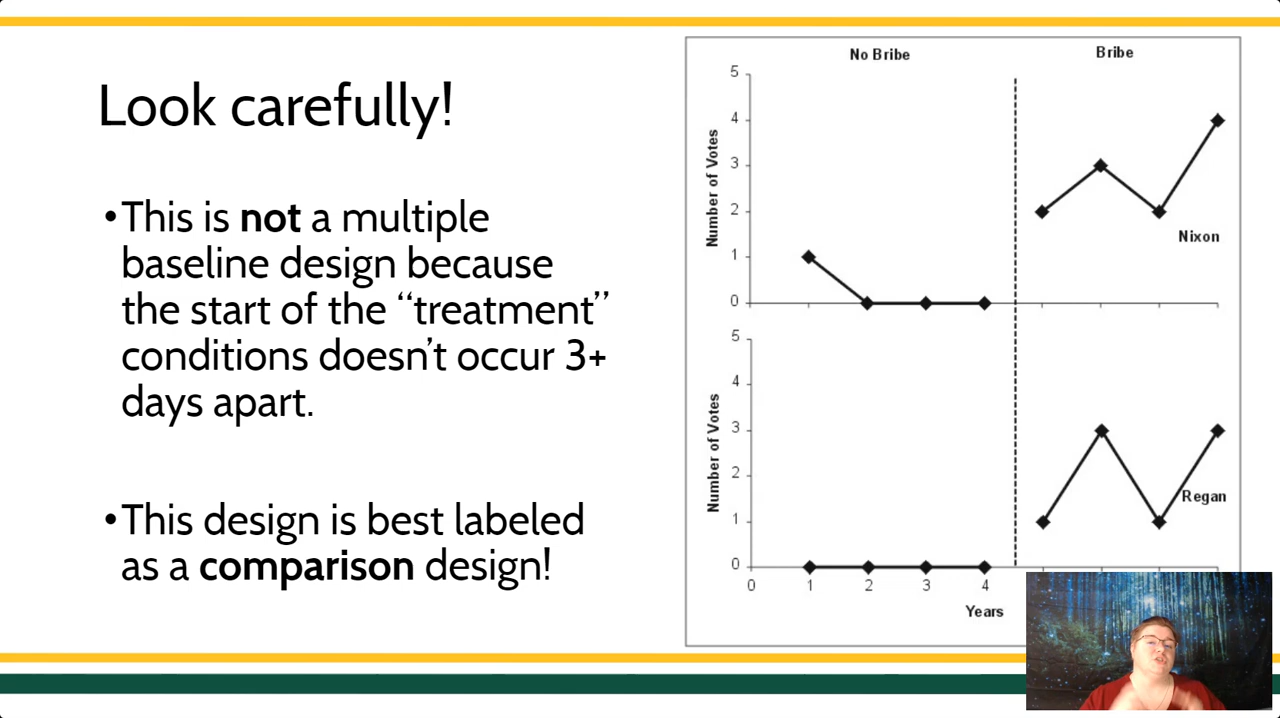 Look carefully!
•This is not a multiple
baseline design because
the start of the “treatment”
conditions doesn’t occur 3+
days apart.
•This design is best labeled
as a comparison design!
No Bribe
Bribe
Number of Votes
5
4
3
2
1
0
Nixon
Number of Votes
5
4
3
2
1
0
Regan
0 1 2 3 4
Years